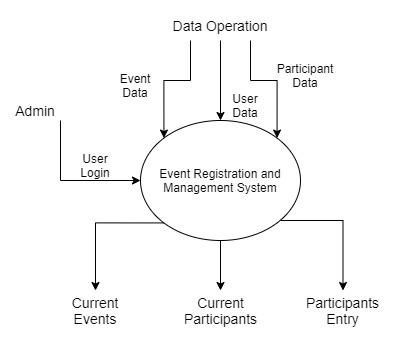 Data Operation
Event
Data
User
Data
Participant
Data
Admin
User
Login
Event Registration and
Management System
Current
Events
Current
Participants
Participants
Entry